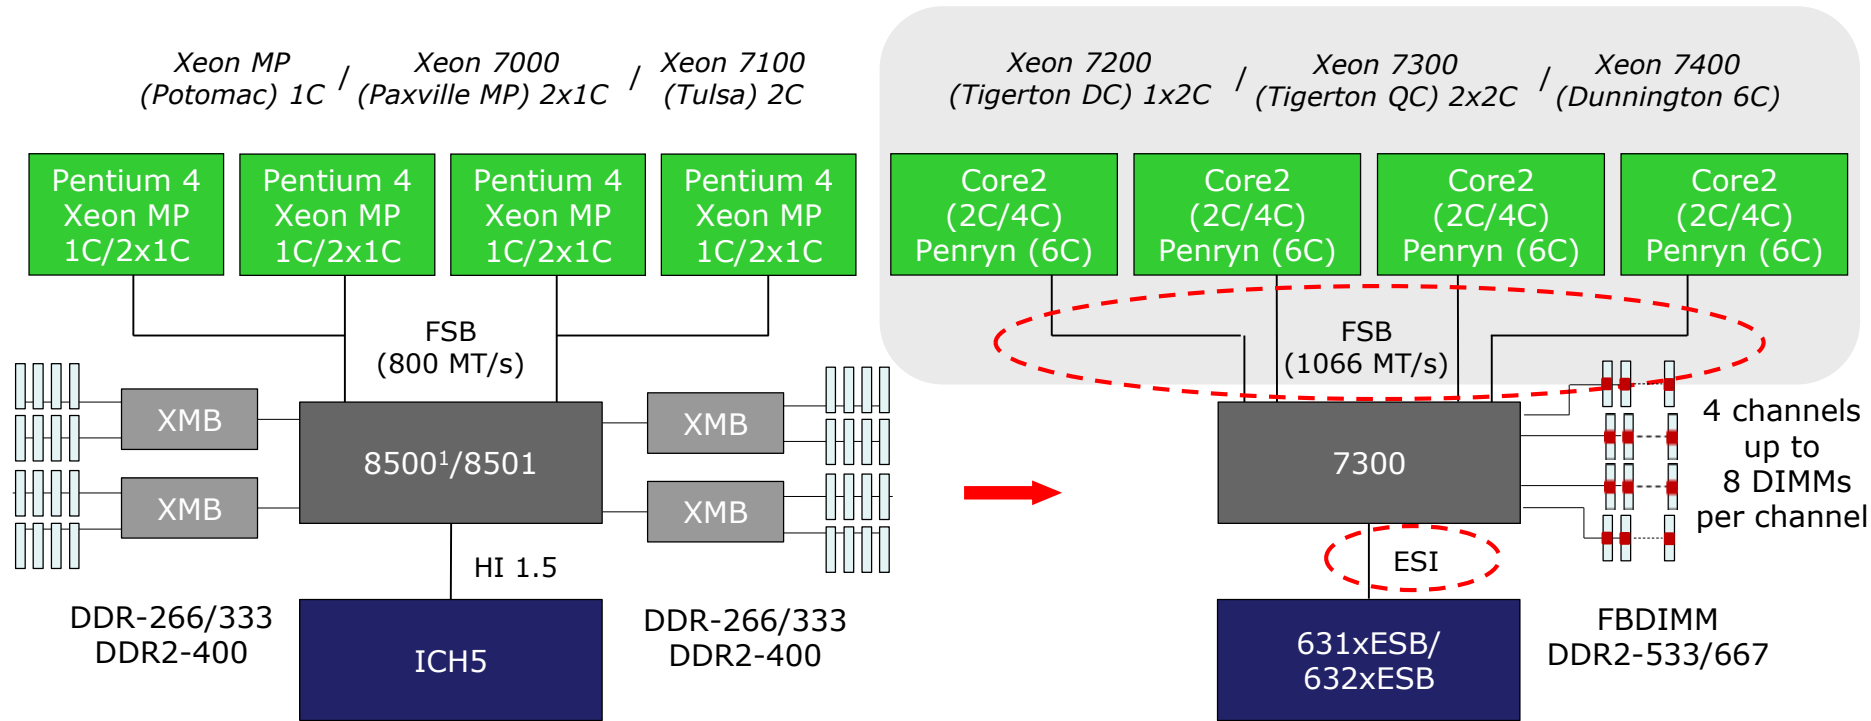 Xeon MP
(Potomac) 1C
/
Xeon 7000
(Paxville MP) 2x1C
/
Xeon 7100
(Tulsa) 2C
Xeon 7200
(Tigerton DC) 1x2C
/
Xeon 7300
(Tigerton QC) 2x2C
/
Xeon 7400
(Dunnington 6C)
Pentium 4
Xeon MP
1C/2x1C
Pentium 4
Xeon MP
1C/2x1C
Pentium 4
Xeon MP
1C/2x1C
Pentium 4
Xeon MP
1C/2x1C
Core2
(2C/4C)
Penryn (6C)
Core2
(2C/4C)
Penryn (6C)
Core2
(2C/4C)
Penryn (6C)
Core2
(2C/4C)
Penryn (6C)
FSB
(800 MT/s)
FSB
(1066 MT/s)
XMB
XMB
XMB
XMB
8500¹/8501
7300
4 channels
up to
8 DIMMs
per channel
HI 1.5
ESI
DDR-266/333
DDR2-400
ICH5
DDR-266/333
DDR2-400
631xESB/
632xESB
FBDIMM
DDR2-533/667